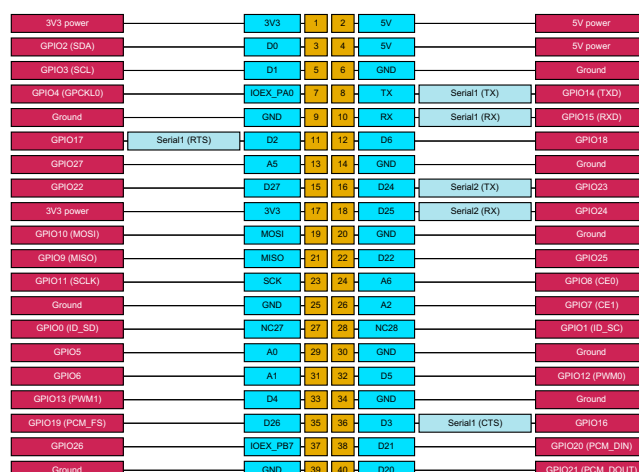 3V3 power 3V3 1 2 5V 5V power
GPIO2 (SDA) D0 3 4 5V 5V power
GPIO3 (SCL) D1 5 6 GND Ground
GPIO4 (GPCKL0) IOEX_PA0 7 8 TX Serial1 (TX) GPIO14 (TXD)
Ground GND 9 10 RX Serial1 (RX) GPIO15 (RXD)
GPIO17 Serial1 (RTS) D2 11 12 D6 GPIO18
GPIO27 A5 13 14 GND Ground
GPIO22 D27 15 16 D24 Serial2 (TX) GPIO23
3V3 power 3V3 17 18 D25 Serial2 (RX) GPIO24
GPIO10 (MOSI) MOSI 19 20 GND Ground
GPIO9 (MISO) MISO 21 22 D22 GPIO25
GPIO11 (SCLK) SCK 23 24 A6 GPIO8 (CE0)
Ground GND 25 26 A2 GPIO7 (CE1)
GPIO0 (ID_SD) NC27 27 28 NC28 GPIO1 (ID_SC)
GPIO5 A0 29 30 GND Ground
GPIO6 A1 31 32 D5 GPIO12 (PWM0)
GPIO13 (PWM1) D4 33 34 GND Ground
GPIO19 (PCM_FS) D26 35 36 D3 Serial1 (CTS) GPIO16
GPIO26 IOEX_PB7 37 38 D21 GPIO20 (PCM_DIN)
Ground GND 39 40 D20 GPIO21 (PCM_DOUT)